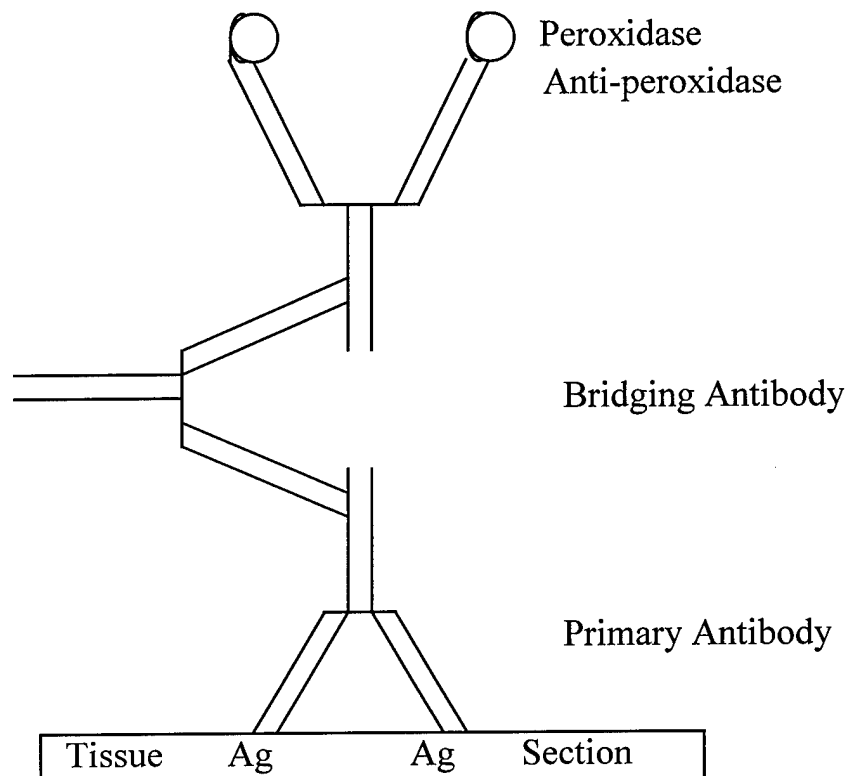 Peroxidase
Anti-peroxidase
Bridging Antibody
Primary Antibody
Tissue Ag Ag Section